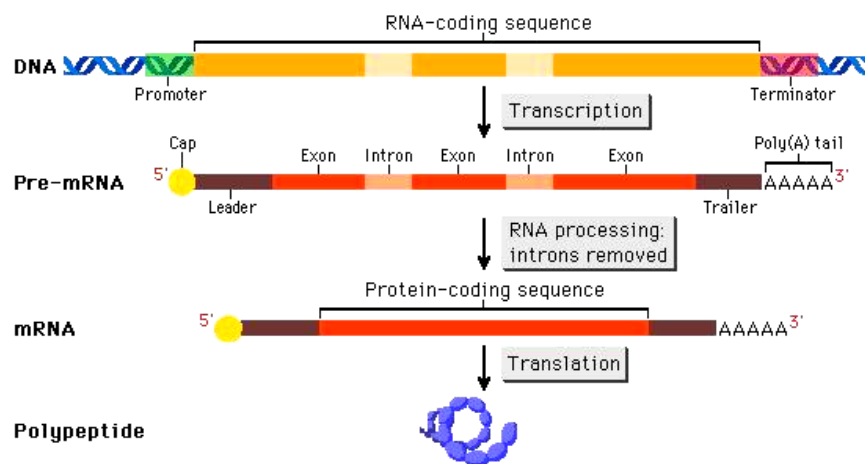 RNA-coding sequence
DNA
Promoter
Terminator
Transcription
Cap
Poly(A) tail
Exon Intron Exon Intron Exon
5' 3'
Pre-mRNA
AAAAA
Leader
Trailer
RNA processing:
introns removed
Protein-coding sequence
5' 3'
mRNA
AAAAA
Translation
Polypeptide